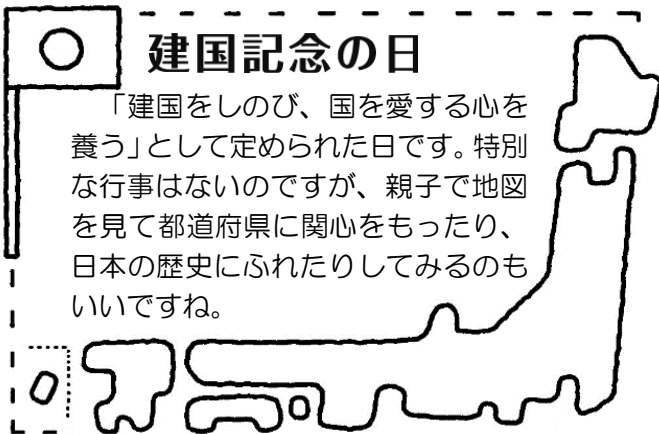 建国記念の日
「建国をしのび、国を愛する心を
養う」として定められた日です。特別
な行事はないのですが、親子で地図
を見て都道府県に関心をもったり、
日本の歴史にふれたりしてみるのも
いいですね。